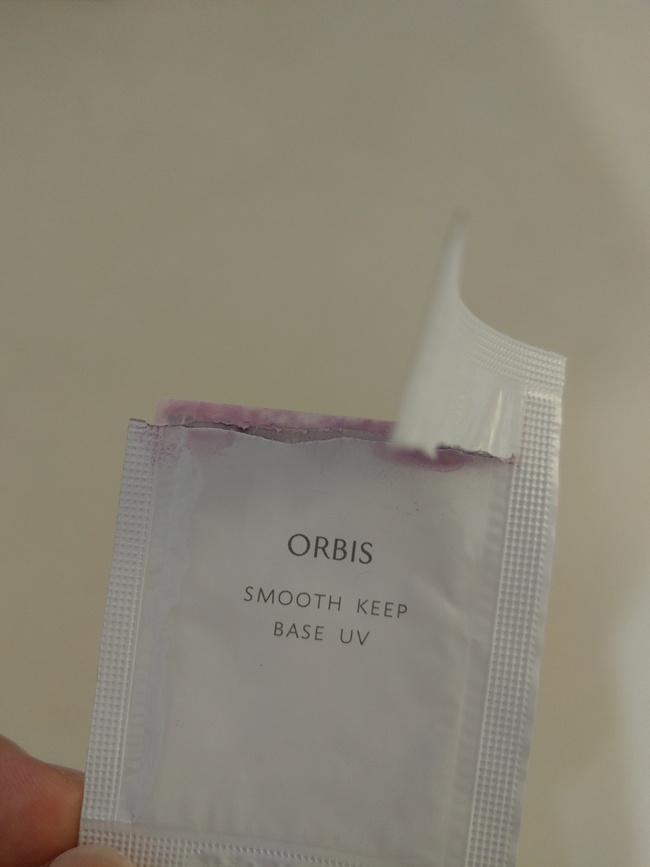 ORBIS
SMOOTH KEEP
BASE UV